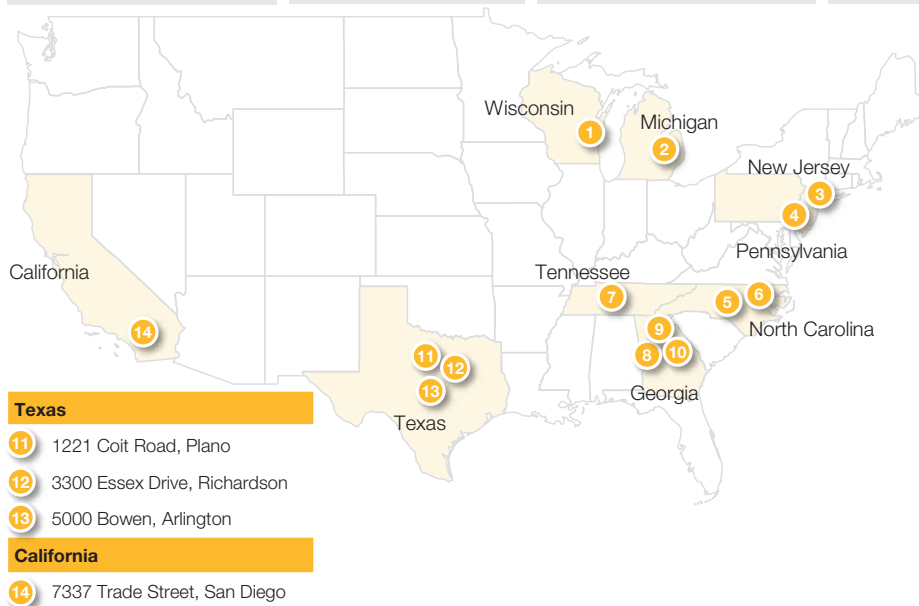 Wisconsin
1
Michigan
2
New Jersey
3
4
Pennsylvania
California
Tennessee
7
5
6
North Carolina
14
9
8
10
Georgia
11
12
13
Texas
Texas
11 1221 Coit Road, Plano
12 3300 Essex Drive, Richardson
13 5000 Bowen, Arlington
California
14 7337 Trade Street, San Diego